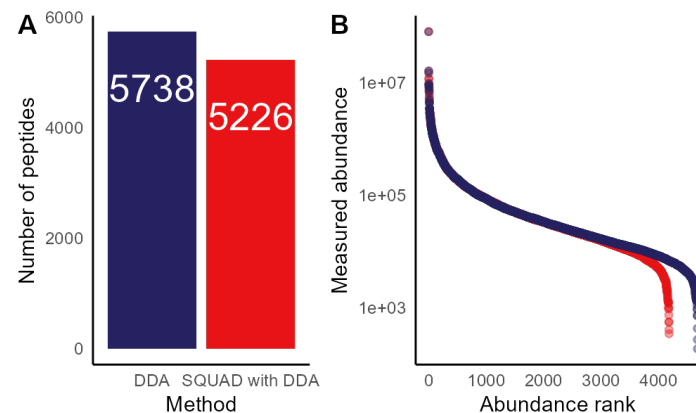 A
Number of peptides
6000
4000
2000
0
5738
5226
DDA
SQUAD with DDA
Method
B
Measured abundance
1e+07
1e+05
1e+03
0
1000
2000
3000
4000
Abundance rank